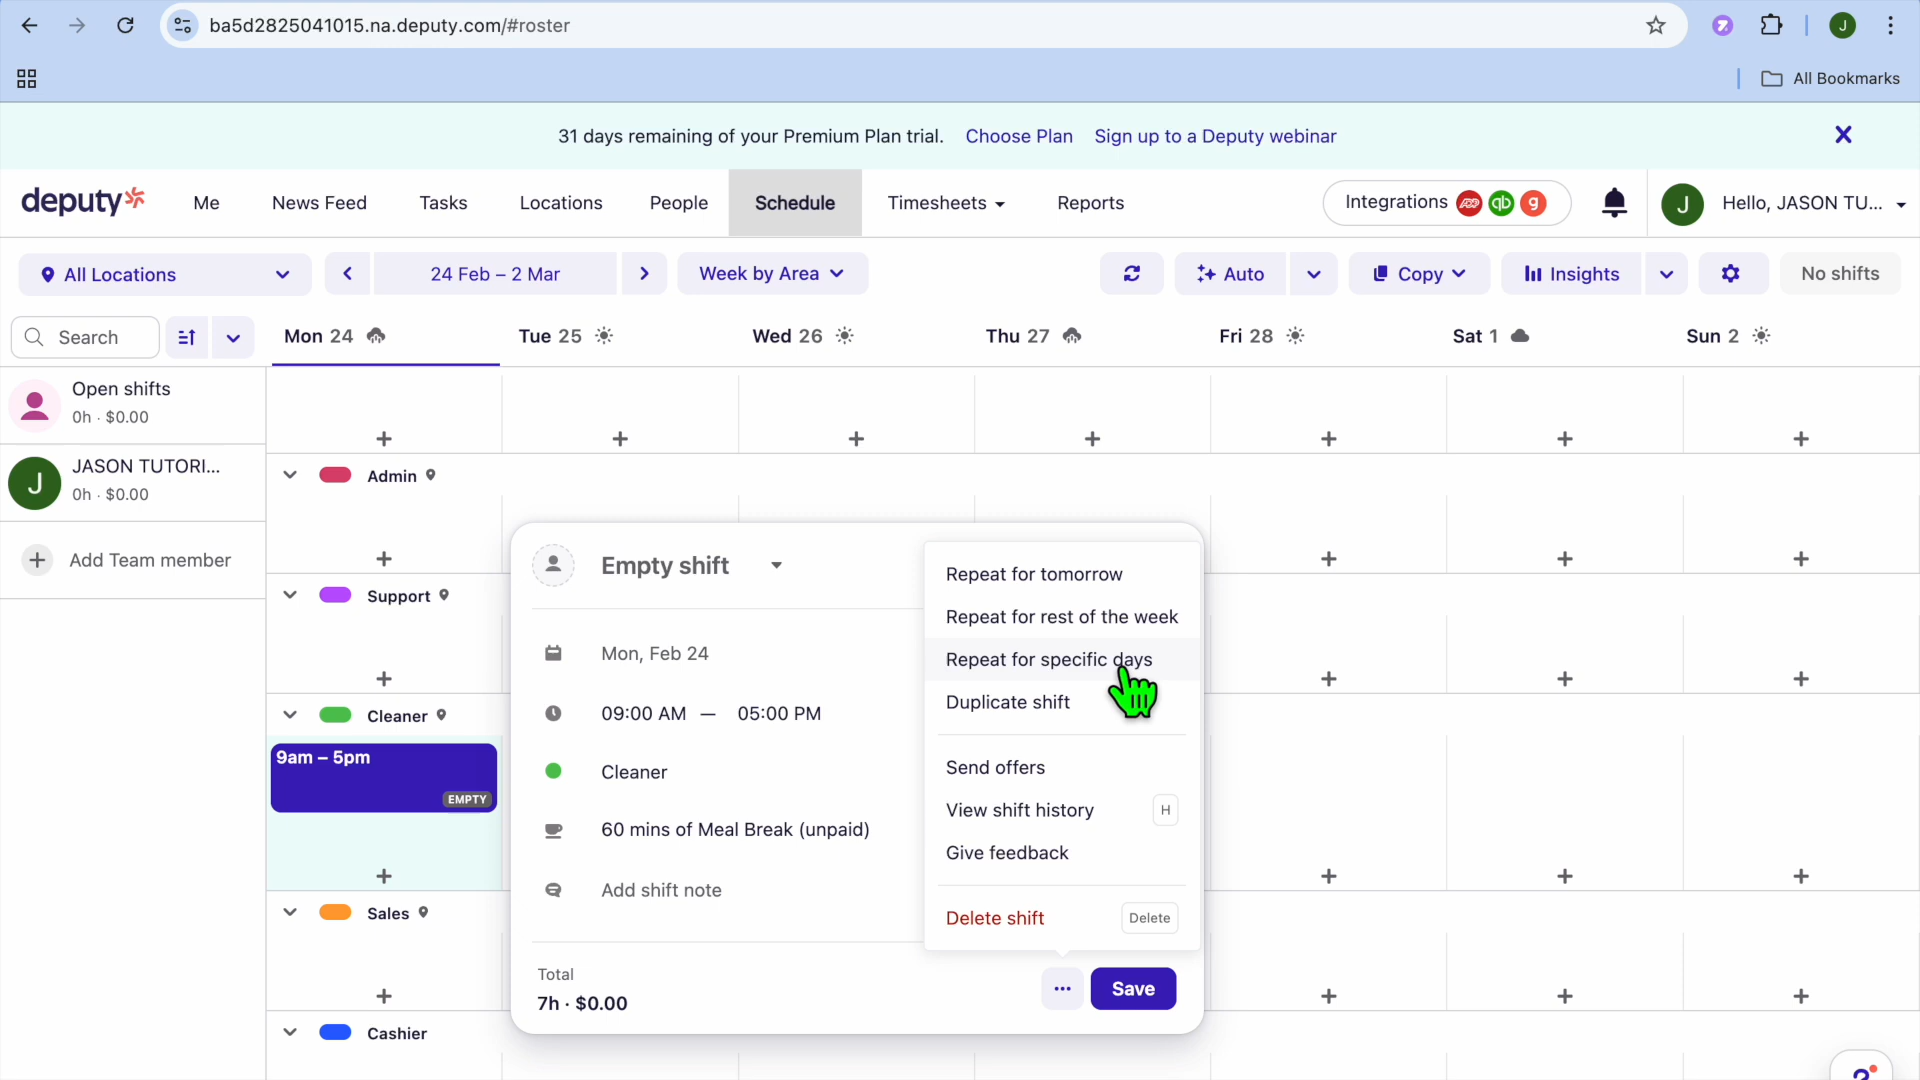 ba5d2825041015.na.deputy.com/#roster
J
All Bookmarks
31 days remaining of your Premium Plan trial. Choose Plan Sign up to a Deputy webinar
deputy Me News Feed Tasks Locations People Schedule Timesheets Reports Integrations ADP qb g J Hello, JASON TU...
All Locations 24 Feb – 2 Mar Week by Area Auto Copy Insights No shifts
Search Mon 24 Tue 25 Wed 26 Thu 27 Fri 28 Sat 1 Sun 2
Open shifts
0h · $0.00
J JASON TUTORI...
0h · $0.00
Add Team member
Admin
Support
Cleaner
9am – 5pm
EMPTY
Sales
Cashier
Empty shift
Mon, Feb 24
09:00 AM — 05:00 PM
Cleaner
60 mins of Meal Break (unpaid)
Add shift note
Total
7h · $0.00
Save
Repeat for tomorrow
Repeat for rest of the week
Repeat for specific days
Duplicate shift
Send offers
View shift history H
Give feedback
Delete shift Delete